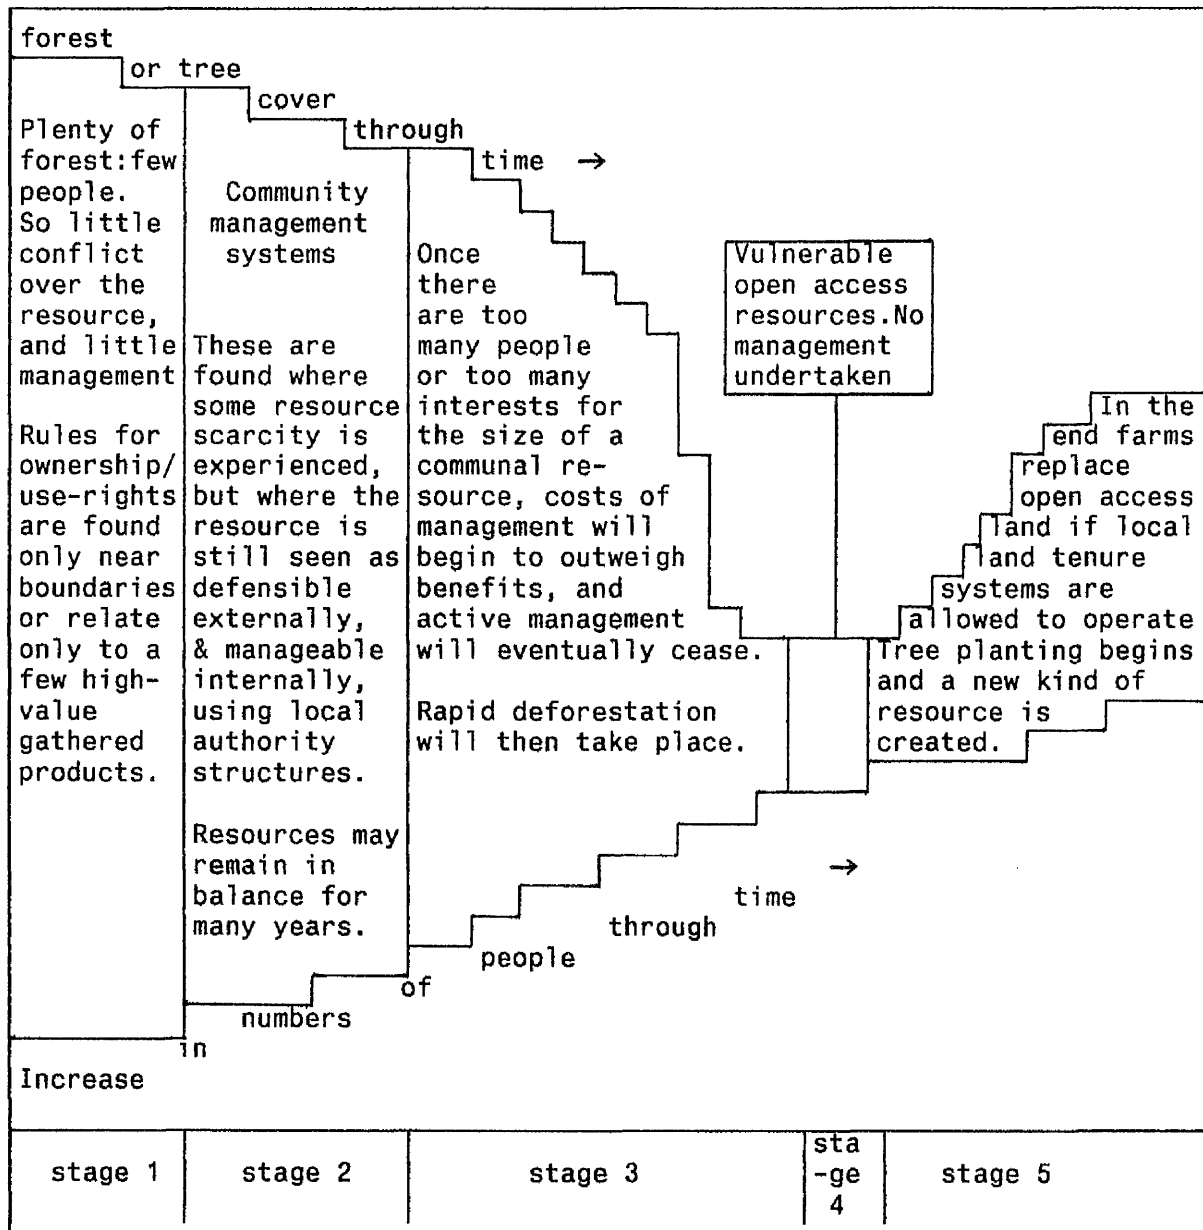 forest
or tree
cover
through
time →
Plenty of
forest:few
people.
So little
conflict
over the
resource,
and little
management
Rules for
ownership/
use-rights
are found
only near
boundaries
or relate
only to a
few high-
value
gathered
products.
Community
management
systems
These are
found where
some resource
scarcity is
experienced,
but where the
resource is
still seen as
defensible
externally,
& manageable
internally,
using local
authority
structures.
Resources may
remain in
balance for
many years.
Once
there
are too
many people
or too many
interests for
the size of a
communal re-
source, costs of
management will
begin to outweigh
benefits, and
active management
will eventually cease.
Rapid deforestation
will then take place.
Vulnerable
open access
resources.No
management
undertaken
In the
end farms
replace
open access
land if local
land tenure
systems are
allowed to operate
Tree planting begins
and a new kind of
resource is
created.
Increase
in
numbers
of
people
through
time →
stage 1
stage 2
stage 3
sta
-ge
4
stage 5